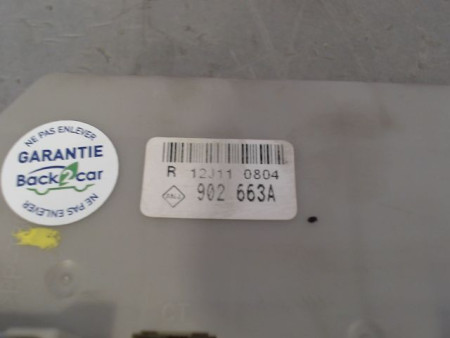 NE PAS ENLEVER
GARANTIE
Back2car
NE PAS ENLEVER
R 12J11 0804
902 663A